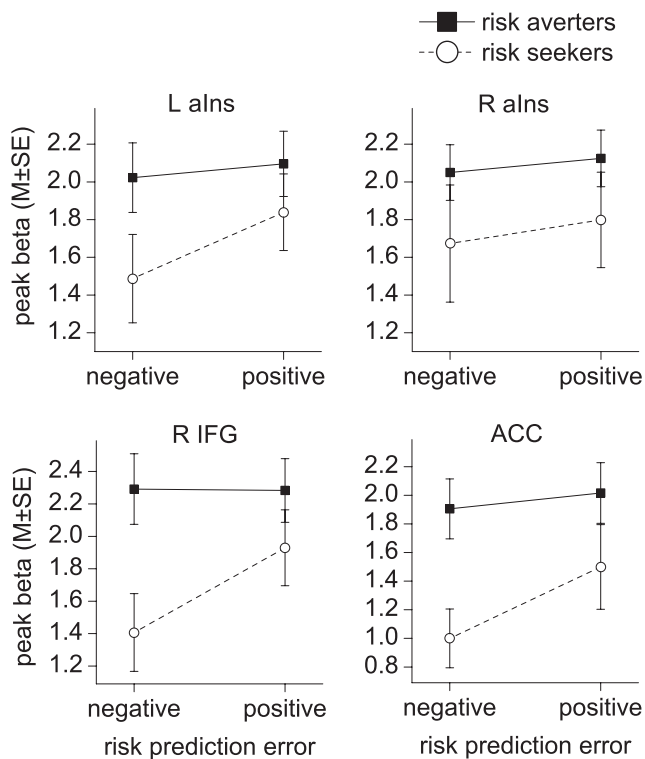 risk averters
risk seekers
L aIns
R aIns
peak beta (M±SE)
2.2
2.0
1.8
1.6
1.4
1.2
negative positive
2.2
2.0
1.8
1.6
1.4
1.2
negative positive
R IFG
ACC
peak beta (M±SE)
2.4
2.2
2.0
1.8
1.6
1.4
1.2
negative positive
risk prediction error
2.2
2.0
1.8
1.6
1.4
1.2
1.0
0.8
negative positive
risk prediction error